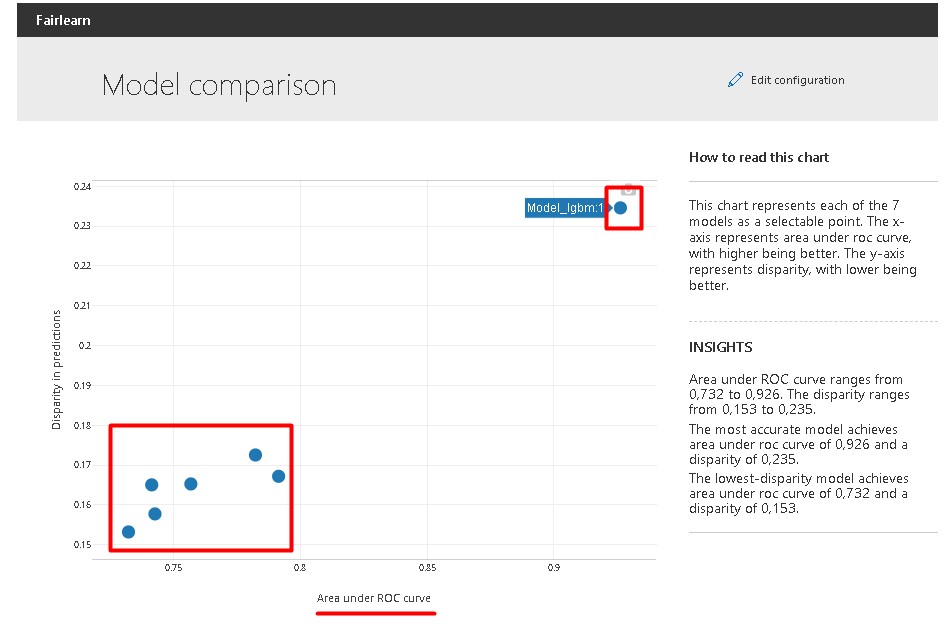 Fairlearn
Model comparison
Edit configuration
How to read this chart
This chart represents each of the 7
models as a selectable point. The x-
axis represents area under roc curve,
with higher being better. The y-axis
represents disparity, with lower being
better.
INSIGHTS
Area under ROC curve ranges from
0,732 to 0,926. The disparity ranges
from 0,153 to 0,235.
The most accurate model achieves
area under roc curve of 0,926 and a
disparity of 0,235.
The lowest-disparity model achieves
area under roc curve of 0,732 and a
disparity of 0,153.
Disparity in predictions
0.24
0.23
0.22
0.21
0.2
0.19
0.18
0.17
0.16
0.15
Model_lgbm:1
0.75
0.8
0.85
0.9
Area under ROC curve